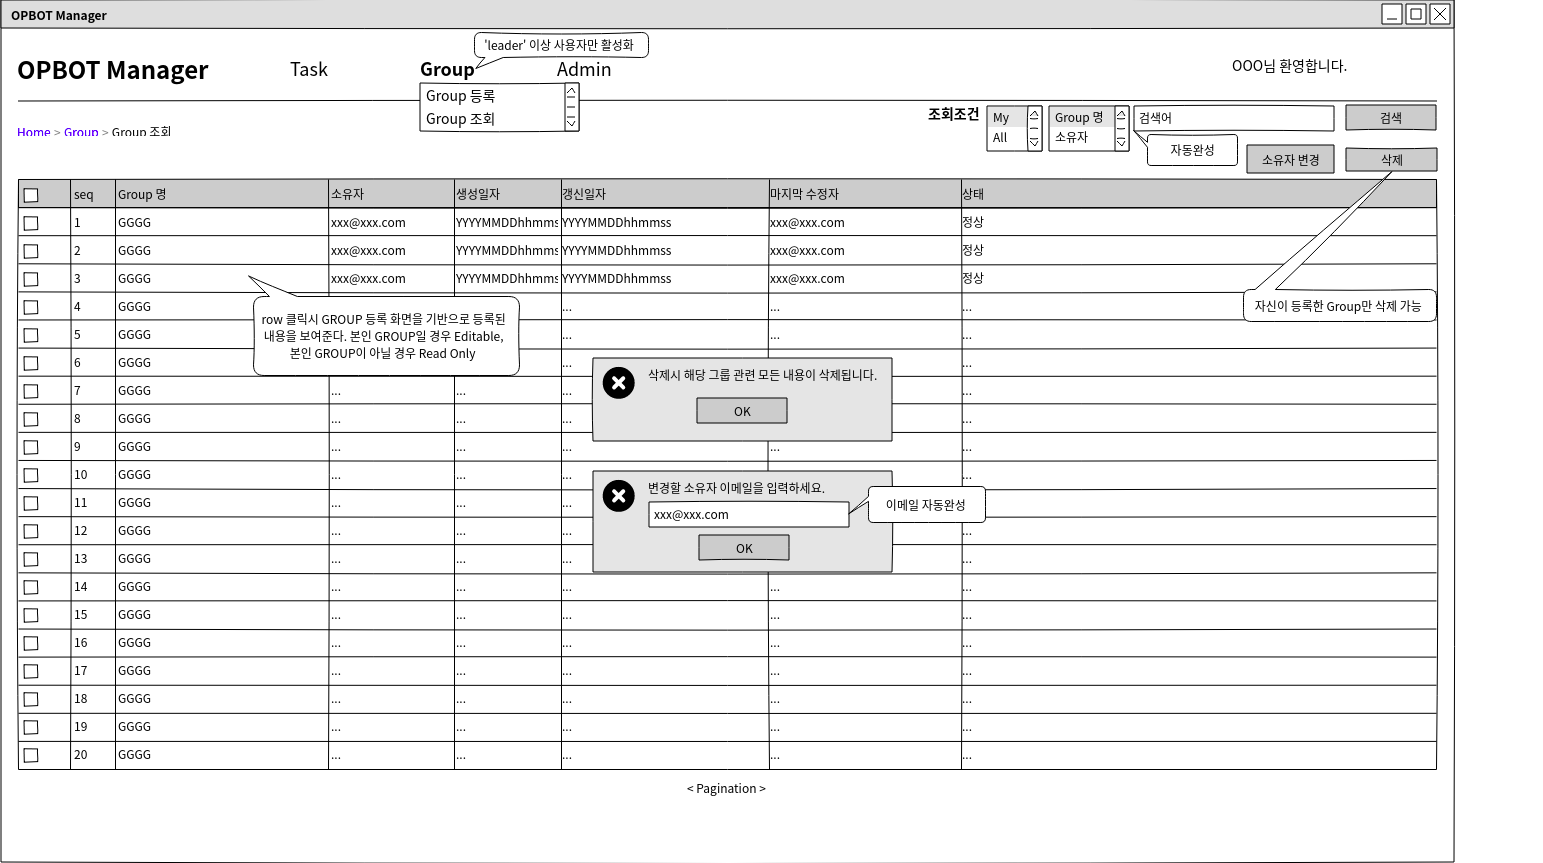 OPBOT Manager
'leader' 이상 사용자만 활성화
OPBOT Manager Task Group Admin OOO님 환영합니다.
Group 등록
Group 조회
Home > Group > Group 조회
조회조건 My Group 명 검색어 검색
All 소유자
자동완성 소유자 변경 삭제
seq Group 명 소유자 생성일자 갱신일자 마지막 수정자 상태
1 GGGG xxx@xxx.com YYYYMMDDhhmms YYYYMMDDhhmmss xxx@xxx.com 정상
2 GGGG xxx@xxx.com YYYYMMDDhhmms YYYYMMDDhhmmss xxx@xxx.com 정상
3 GGGG xxx@xxx.com YYYYMMDDhhmms YYYYMMDDhhmmss xxx@xxx.com 정상
4 GGGG ... ... ...
자신이 등록한 Group만 삭제 가능
row 클릭시 GROUP 등록 화면을 기반으로 등록된
내용을 보여준다. 본인 GROUP일 경우 Editable,
본인 GROUP이 아닐 경우 Read Only
5 GGGG ... ... ...
6 GGGG ... ...
삭제시 해당 그룹 관련 모든 내용이 삭제됩니다.
OK
7 GGGG ... ... ... ...
8 GGGG ... ... ... ...
9 GGGG ... ... ... ... ...
10 GGGG ... ... ... ...
변경할 소유자 이메일을 입력하세요.
xxx@xxx.com
이메일 자동완성
OK
11 GGGG ... ... ...
12 GGGG ... ... ... ...
13 GGGG ... ... ... ...
14 GGGG ... ... ... ... ...
15 GGGG ... ... ... ... ...
16 GGGG ... ... ... ... ...
17 GGGG ... ... ... ... ...
18 GGGG ... ... ... ... ...
19 GGGG ... ... ... ... ...
20 GGGG ... ... ... ... ...
< Pagination >